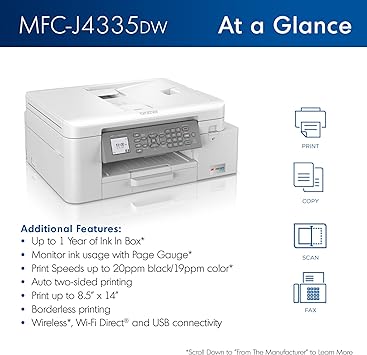 MFC-J4335DW
At a Glance
brother
PRINT
COPY
SCAN
FAX
Additional Features:
• Up to 1 Year of Ink In Box*
• Monitor ink usage with Page Gauge*
• Print Speeds up to 20ppm black/19ppm color*
• Auto two-sided printing
• Print up to 8.5" x 14"
• Borderless printing
• Wireless*, Wi-Fi Direct® and USB connectivity
*Scroll Down to "From The Manufacturer" to Learn More